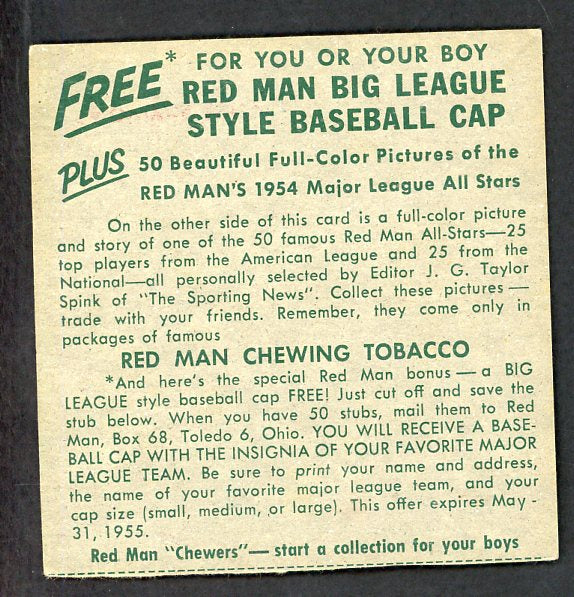 FREE* FOR YOU OR YOUR BOY
RED MAN BIG LEAGUE
STYLE BASEBALL CAP
PLUS 50 Beautiful Full-Color Pictures of the
RED MAN'S 1954 Major League All Stars
On the other side of this card is a full-color picture
and story of one of the 50 famous Red Man All-Stars—25
top players from the American League and 25 from the
National—all personally selected by Editor J. G. Taylor
Spink of "The Sporting News". Collect these pictures —
trade with your friends. Remember, they come only in
packages of famous
RED MAN CHEWING TOBACCO
*And here's the special Red Man bonus — a BIG
LEAGUE style baseball cap FREE! Just cut off and save the
stub below. When you have 50 stubs, mail them to Red
Man, Box 68, Toledo 6, Ohio. YOU WILL RECEIVE A BASE-
BALL CAP WITH THE INSIGNIA OF YOUR FAVORITE MAJOR
LEAGUE TEAM. Be sure to print your name and address,
the name of your favorite major league team, and your
cap size (small, medium, or large). This offer expires May -
31, 1955.
Red Man "Chewers"— start a collection for your boys